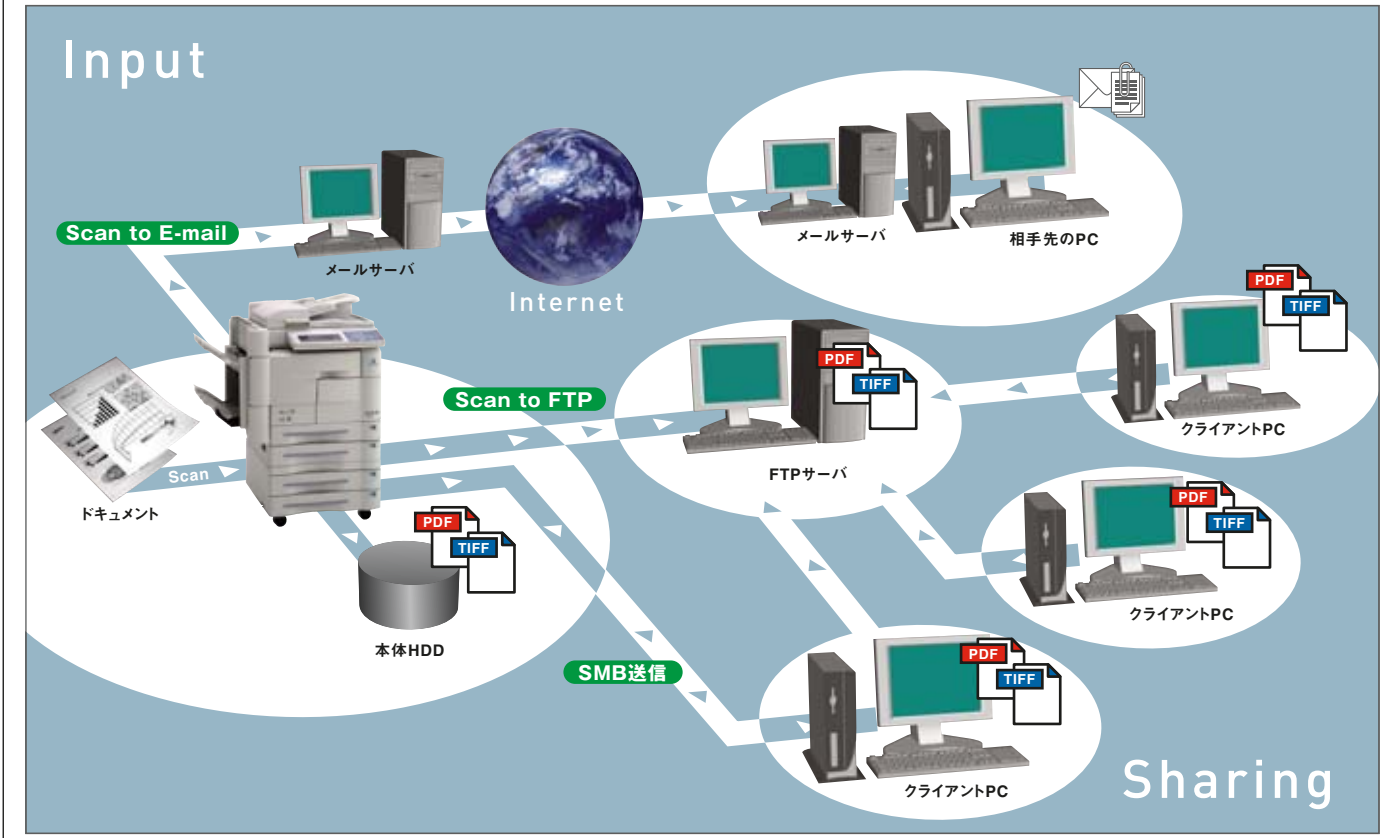 Input
Scan to E-mail
メールサーバ
Internet
メールサーバ
相手先のPC
PDF
TIFF
クライアントPC
Scan to FTP
PDF
TIFF
FTPサーバ
Scan
ドキュメント
PDF
TIFF
本体HDD
PDF
TIFF
クライアントPC
SMB送信
PDF
TIFF
クライアントPC
Sharing